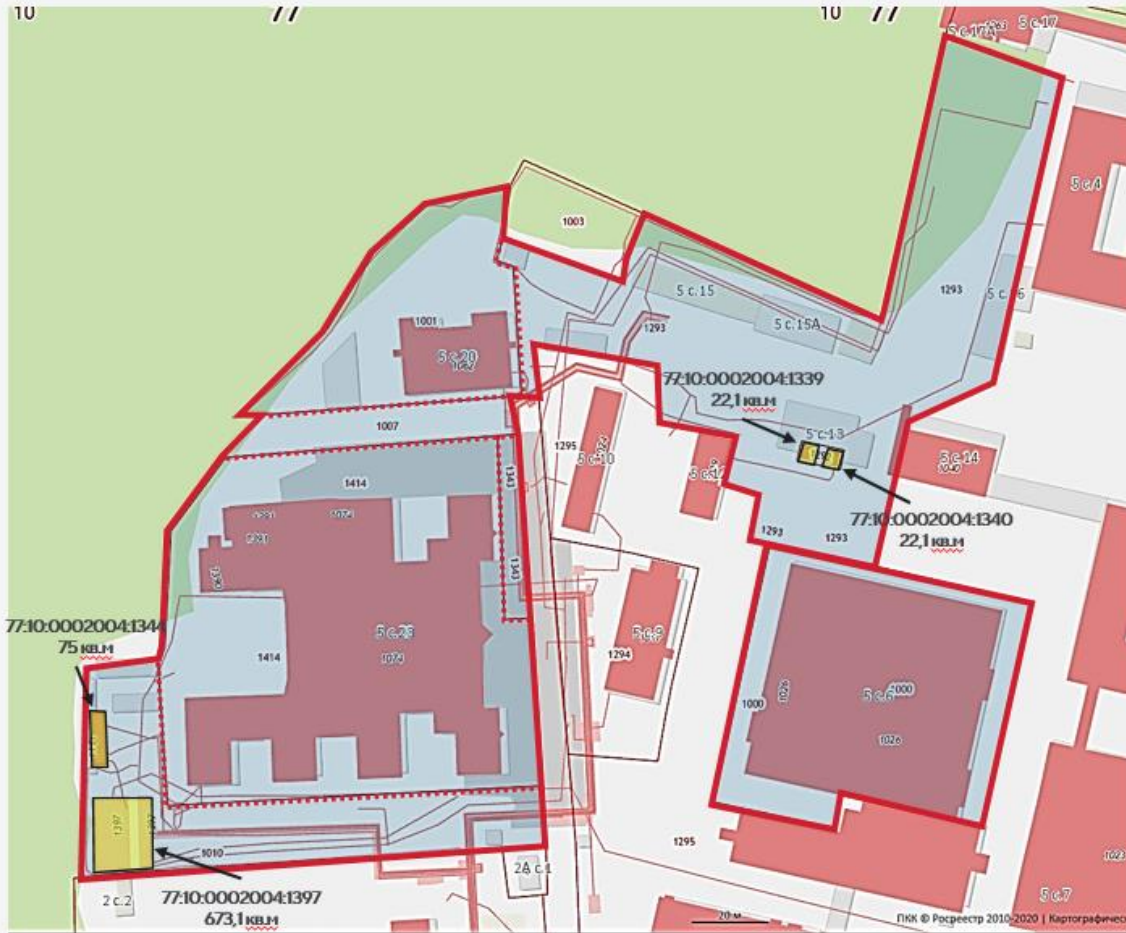 10
77
10
77
5 с.17А
5 с.17
5 с.4
1003
1293
5 с.15
5 с.15А
1001
1293
5 с.20
1062
77:10:0002004:1339
22,1 кв.м
1007
1295
5 с.10
5 с.13
5 с.14
77:10:0002004:1340
22,1 кв.м
1414
1343
1293
1293
1074
1343
77:10:0002004:1344
75 кв.м
5 с.23
1074
1414
5 с.9
1294
1000
1026
5 с.6
1026
1397
1010
1295
2А с.1
2 с.2
77:10:0002004:1397
673,1 кв.м
1023
5 с.7
20 м
ПКК © Росреестр 2010-2020 | Картографическ